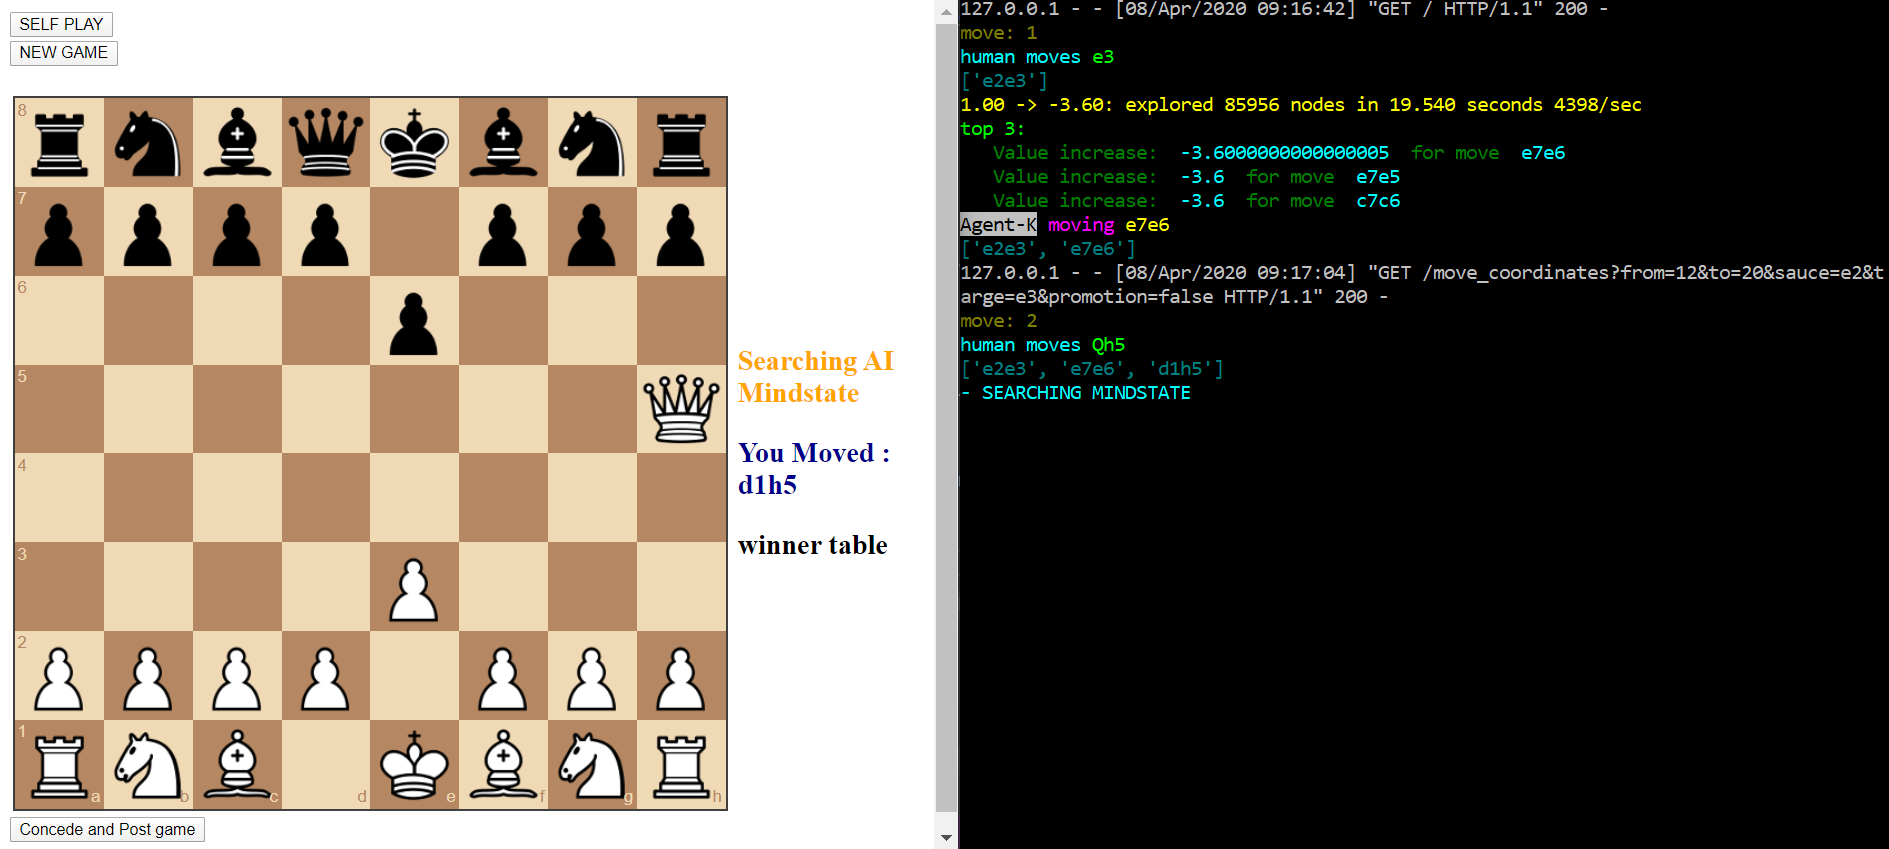 SELF PLAY
NEW GAME
8
7
6
5
4
3
2
1
a
b
c
d
e
f
g
h
Searching AI
Mindstate
You Moved :
d1h5
winner table
Concede and Post game
127.0.0.1 - - [08/Apr/2020 09:16:42] "GET / HTTP/1.1" 200 -
move: 1
human moves e3
['e2e3']
1.00 -> -3.60: explored 85956 nodes in 19.540 seconds 4398/sec
top 3:
Value increase: -3.6000000000000005 for move e7e6
Value increase: -3.6 for move e7e5
Value increase: -3.6 for move c7c6
Agent-K moving e7e6
['e2e3', 'e7e6']
127.0.0.1 - - [08/Apr/2020 09:17:04] "GET /move_coordinates?from=12&to=20&sauce=e2&t
arge=e3&promotion=false HTTP/1.1" 200 -
move: 2
human moves Qh5
['e2e3', 'e7e6', 'd1h5']
- SEARCHING MINDSTATE